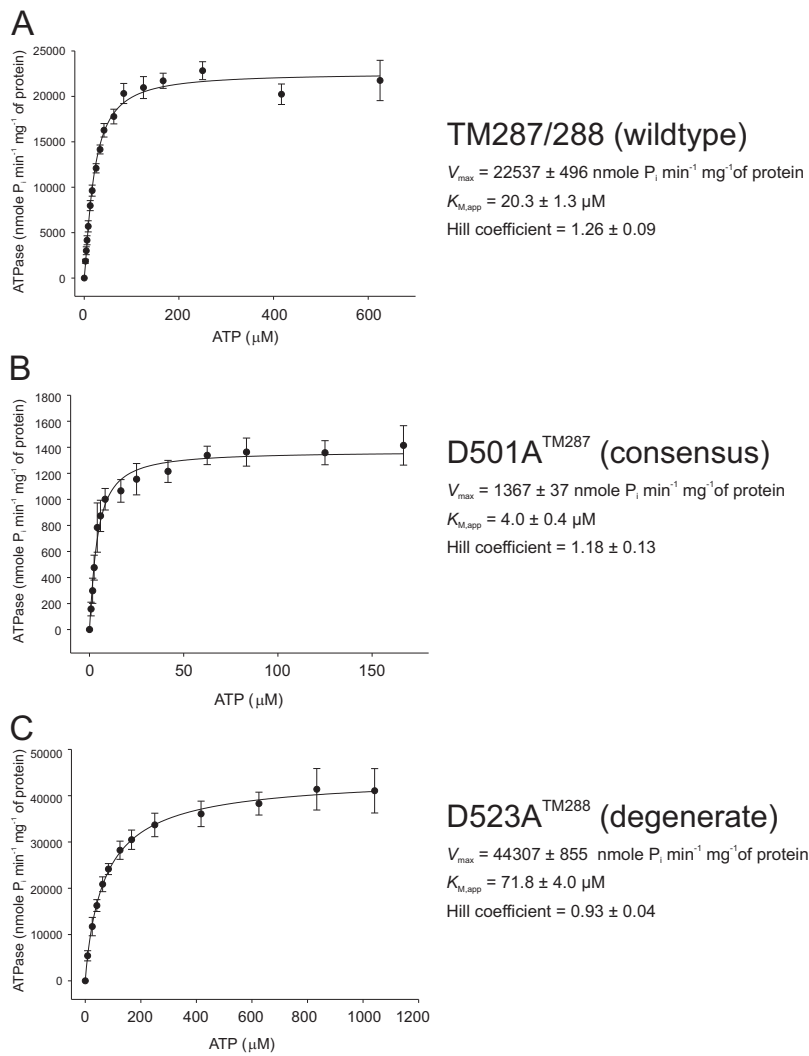 A
ATPase (nmole Pi min-1 mg-1 of protein)
25000
20000
15000
10000
5000
0
0 200 400 600
ATP (μM)
TM287/288 (wildtype)
Vmax = 22537 ± 496 nmole Pi min-1 mg-1of protein
KM,app = 20.3 ± 1.3 μM
Hill coefficient = 1.26 ± 0.09
B
ATPase (nmole Pi min-1 mg-1 of protein)
1800
1600
1400
1200
1000
800
600
400
200
0
0 50 100 150
ATP (μM)
D501ATM287 (consensus)
Vmax = 1367 ± 37 nmole Pi min-1 mg-1of protein
KM,app = 4.0 ± 0.4 μM
Hill coefficient = 1.18 ± 0.13
C
ATPase (nmole Pi min-1 mg-1 of protein)
50000
40000
30000
20000
10000
0
0 200 400 600 800 1000 1200
ATP (μM)
D523ATM288 (degenerate)
Vmax = 44307 ± 855 nmole Pi min-1 mg-1of protein
KM,app = 71.8 ± 4.0 μM
Hill coefficient = 0.93 ± 0.04